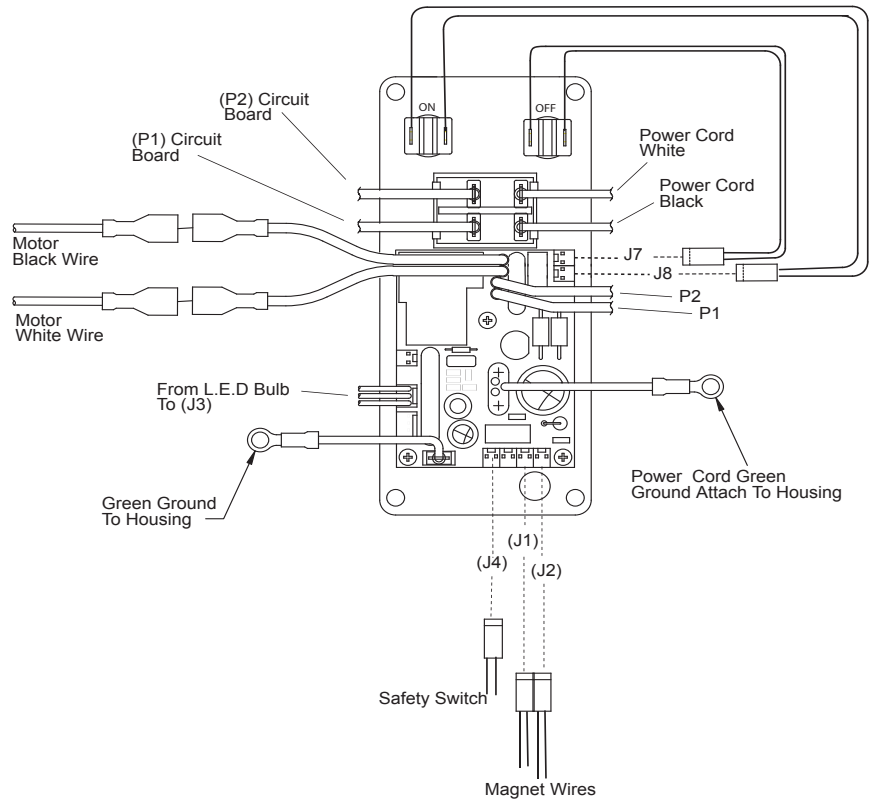 ON
OFF
(P2) Circuit
Board
(P1) Circuit
Board
Power Cord
White
Power Cord
Black
Motor
Black Wire
J7
J8
P2
P1
Motor
White Wire
From L.E.D Bulb
To (J3)
Green Ground
To Housing
Power Cord Green
Ground Attach To Housing
(J1)
(J4)
(J2)
Safety Switch
Magnet Wires